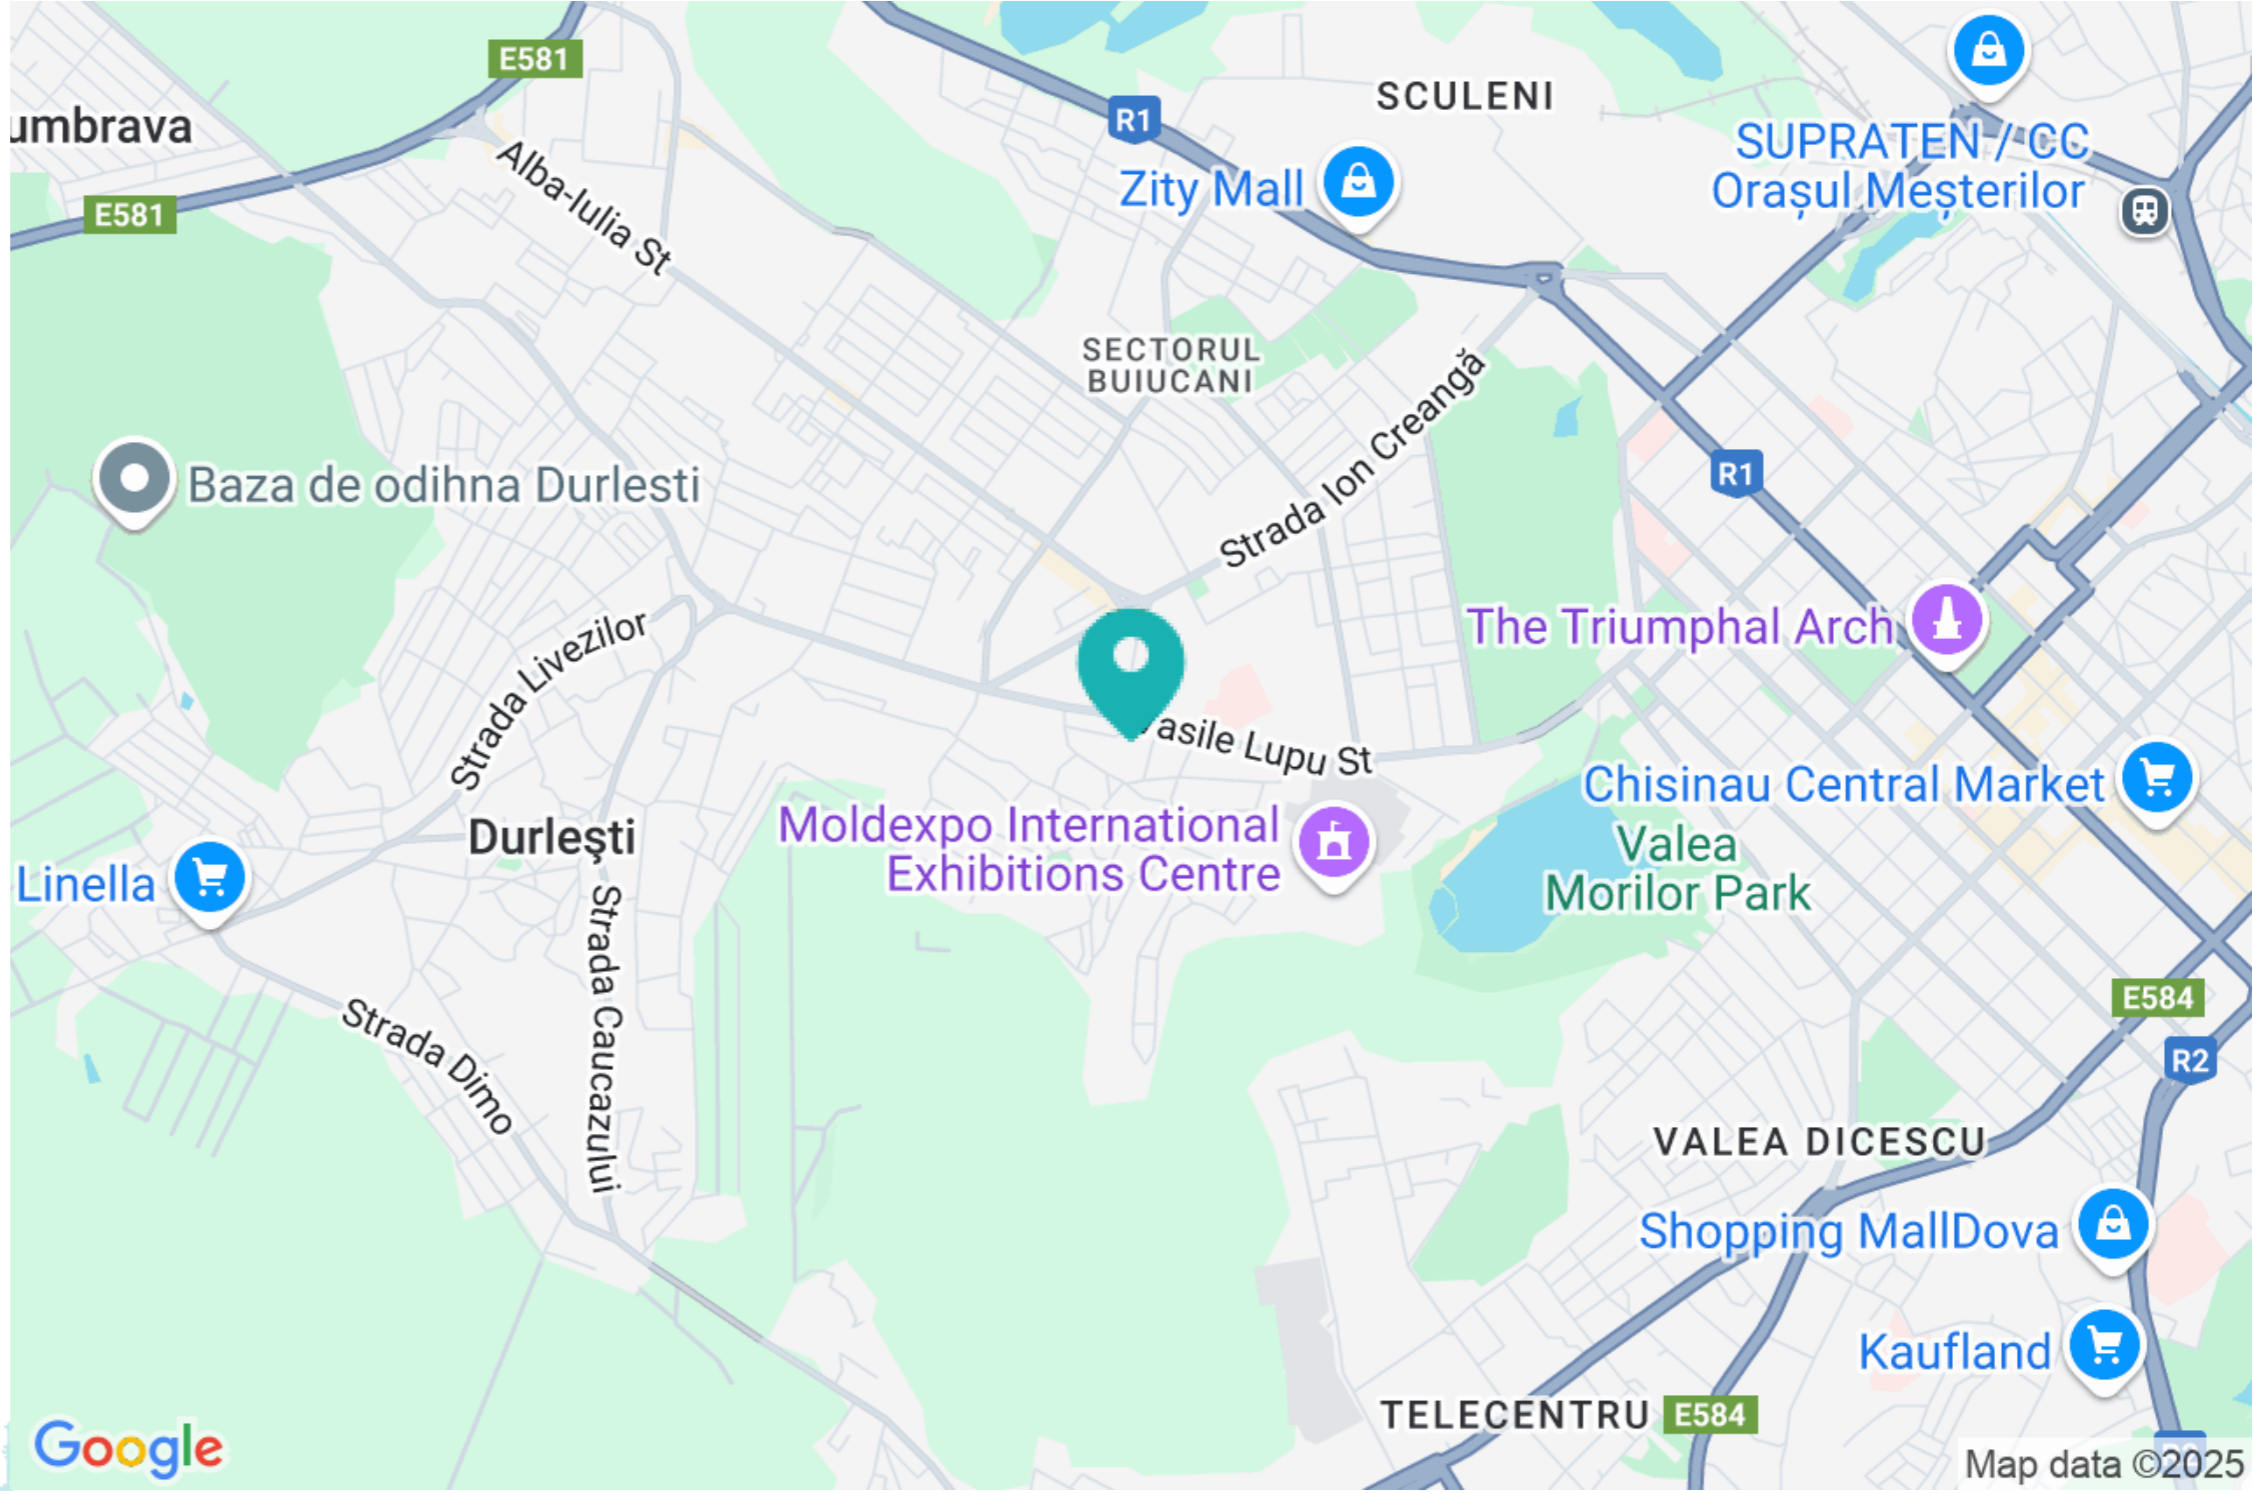 E581
SCULENI
R1
umbrava
SUPRATEN / CC
Orașul Meșterilor
Zity Mall
E581
Alba-Iulia St
SECTORUL
BUIUCANI
Strada Ion Creangă
R1
Baza de odihna Durlesti
The Triumphal Arch
Strada Livezilor
asile Lupu St
Chisinau Central Market
Moldexpo International
Exhibitions Centre
Durleşti
Valea
Morilor Park
Linella
Strada Caucazului
Strada Dimo
E584
R2
VALEA DICESCU
Shopping MallDova
Kaufland
TELECENTRU
E584
Google
Map data ©2025